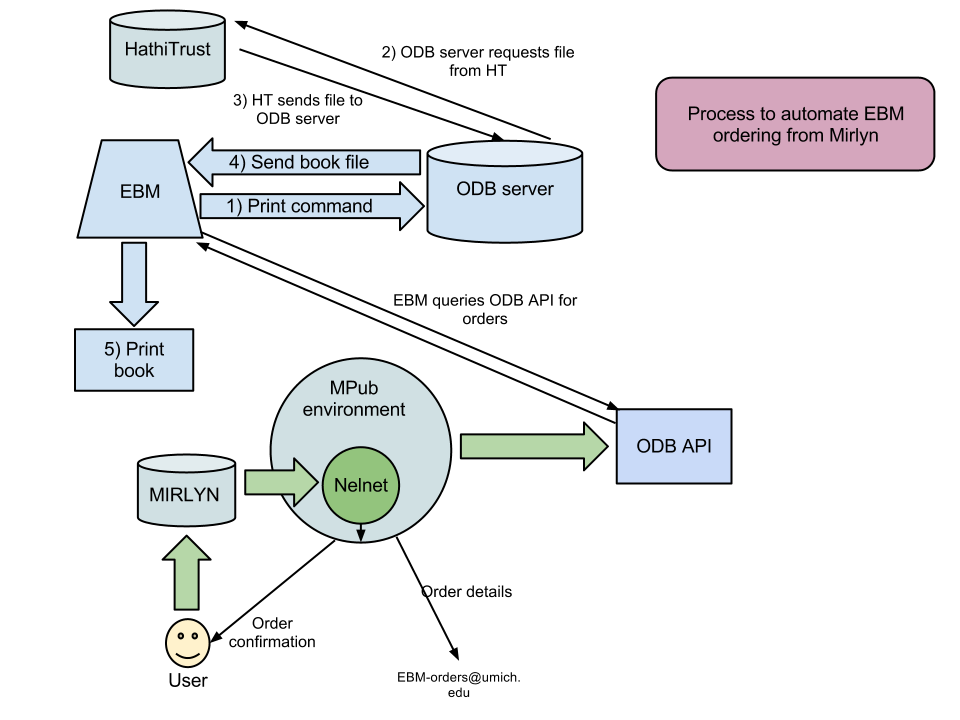 HathiTrust
2) ODB server requests file
from HT
3) HT sends file to
ODB server
Process to automate EBM
ordering from Mirlyn
4) Send book file
EBM
ODB server
1) Print command
EBM queries ODB API for
orders
5) Print
book
MPub
environment
ODB API
Nelnet
MIRLYN
Order details
Order
confirmation
User
EBM-orders@umich.
edu